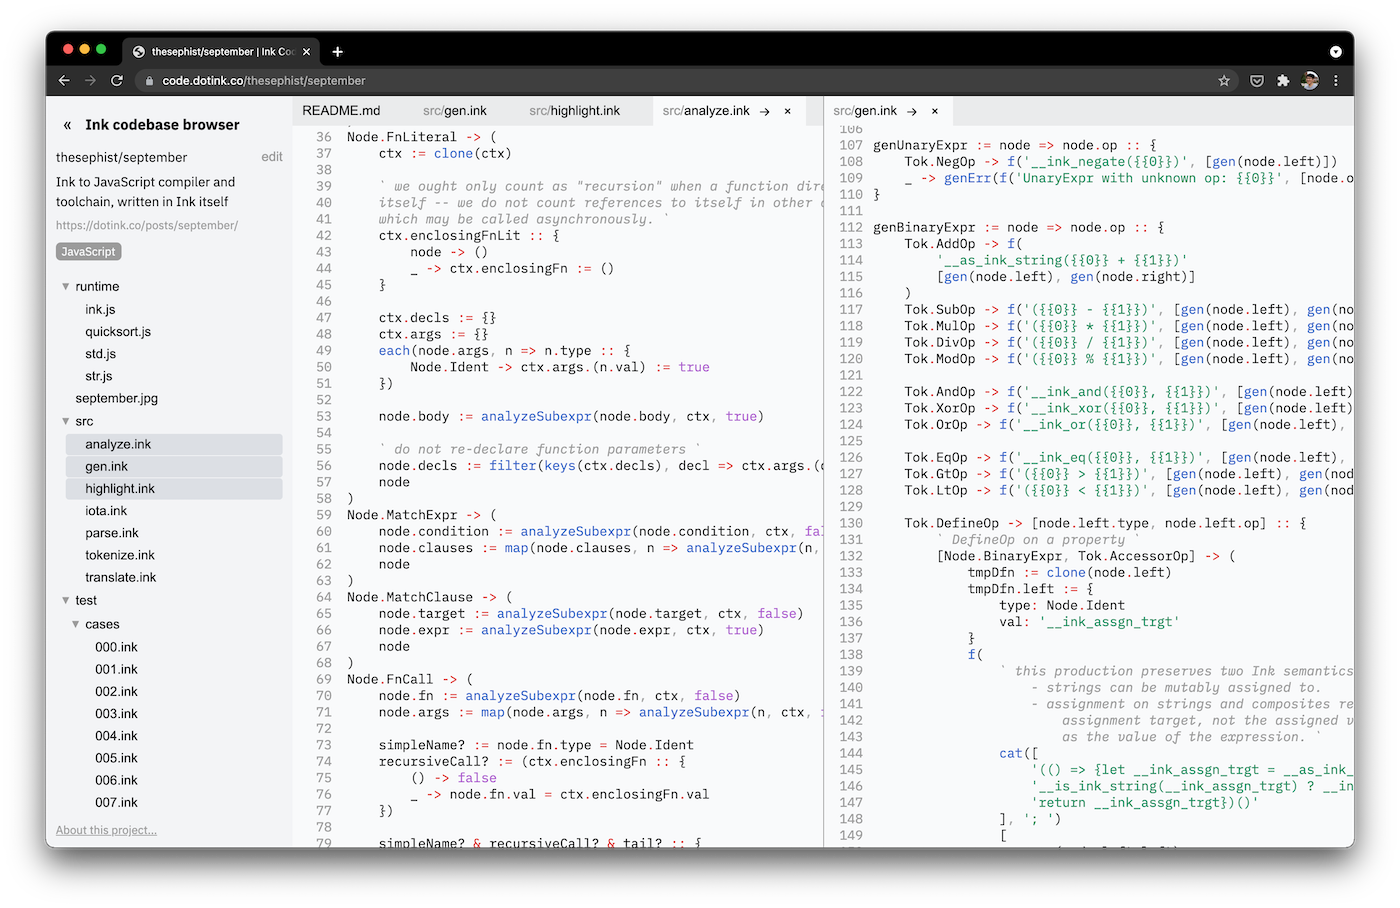 thesephist/september | Ink Co
code.dotink.co/thesephist/september
« Ink codebase browser
thesephist/september edit
Ink to JavaScript compiler and
toolchain, written in Ink itself
https://dotink.co/posts/september/
JavaScript
runtime
ink.js
quicksort.js
std.js
str.js
september.jpg
src
analyze.ink
gen.ink
highlight.ink
iota.ink
parse.ink
tokenize.ink
translate.ink
test
cases
000.ink
001.ink
002.ink
003.ink
004.ink
005.ink
006.ink
007.ink
About this project...
README.md src/gen.ink src/highlight.ink src/analyze.ink → ×
36 Node.FnLiteral -> (
37 ctx := clone(ctx)
38
39 ` we ought only count as "recursion" when a function dire
40 itself -- we do not count references to itself in other
41 which may be called asynchronously. `
42 ctx.enclosingFnLit :: {
43 node -> ()
44 _ -> ctx.enclosingFn := ()
45 }
46
47 ctx.decls := {}
48 ctx.args := {}
49 each(node.args, n => n.type :: {
50 Node.Ident -> ctx.args.(n.val) := true
51 })
52
53 node.body := analyzeSubexpr(node.body, ctx, true)
54
55 ` do not re-declare function parameters `
56 node.decls := filter(keys(ctx.decls), decl => ctx.args.(
57 node
58 )
59 Node.MatchExpr -> (
60 node.condition := analyzeSubexpr(node.condition, ctx, fal
61 node.clauses := map(node.clauses, n => analyzeSubexpr(n,
62 node
63 )
64 Node.MatchClause -> (
65 node.target := analyzeSubexpr(node.target, ctx, false)
66 node.expr := analyzeSubexpr(node.expr, ctx, true)
67 node
68 )
69 Node.FnCall -> (
70 node.fn := analyzeSubexpr(node.fn, ctx, false)
71 node.args := map(node.args, n => analyzeSubexpr(n, ctx,
72
73 simpleName? := node.fn.type = Node.Ident
74 recursiveCall? := (ctx.enclosingFn :: {
75 () -> false
76 _ -> node.fn.val = ctx.enclosingFn.val
77 })
78
79 simpleName? & recursiveCall? & tail? :: {
src/gen.ink → ×
106
107 genUnaryExpr := node => node.op :: {
108 Tok.NegOp -> f('__ink_negate({{0}})', [gen(node.left)])
109 _ -> genErr(f('UnaryExpr with unknown op: {{0}}', [node.o
110 }
111
112 genBinaryExpr := node => node.op :: {
113 Tok.AddOp -> f(
114 '__as_ink_string({{0}} + {{1}})'
115 [gen(node.left), gen(node.right)]
116 )
117 Tok.SubOp -> f('({{0}} - {{1}})', [gen(node.left), gen(no
118 Tok.MulOp -> f('({{0}} * {{1}})', [gen(node.left), gen(no
119 Tok.DivOp -> f('({{0}} / {{1}})', [gen(node.left), gen(no
120 Tok.ModOp -> f('({{0}} % {{1}})', [gen(node.left), gen(no
121
122 Tok.AndOp -> f('__ink_and({{0}}, {{1}})', [gen(node.left)
123 Tok.XorOp -> f('__ink_xor({{0}}, {{1}})', [gen(node.left)
124 Tok.OrOp -> f('__ink_or({{0}}, {{1}})', [gen(node.left),
125
126 Tok.EqOp -> f('__ink_eq({{0}}, {{1}})', [gen(node.left),
127 Tok.GtOp -> f('({{0}} > {{1}})', [gen(node.left), gen(nod
128 Tok.LtOp -> f('({{0}} < {{1}})', [gen(node.left), gen(nod
129
130 Tok.DefineOp -> [node.left.type, node.left.op] :: {
131 ` DefineOp on a property `
132 [Node.BinaryExpr, Tok.AccessorOp] -> (
133 tmpDfn := clone(node.left)
134 tmpDfn.left := {
135 type: Node.Ident
136 val: '__ink_assgn_trgt'
137 }
138 f(
139 ` this production preserves two Ink semantics
140 - strings can be mutably assigned to.
141 - assignment on strings and composites re
142 assignment target, not the assigned v
143 as the value of the expression. `
144 cat([
145 '(() => {let __ink_assgn_trgt = __as_ink_
146 '__is_ink_string(__ink_assgn_trgt) ? __in
147 'return __ink_assgn_trgt})()'
148 ], '; ')
149 [